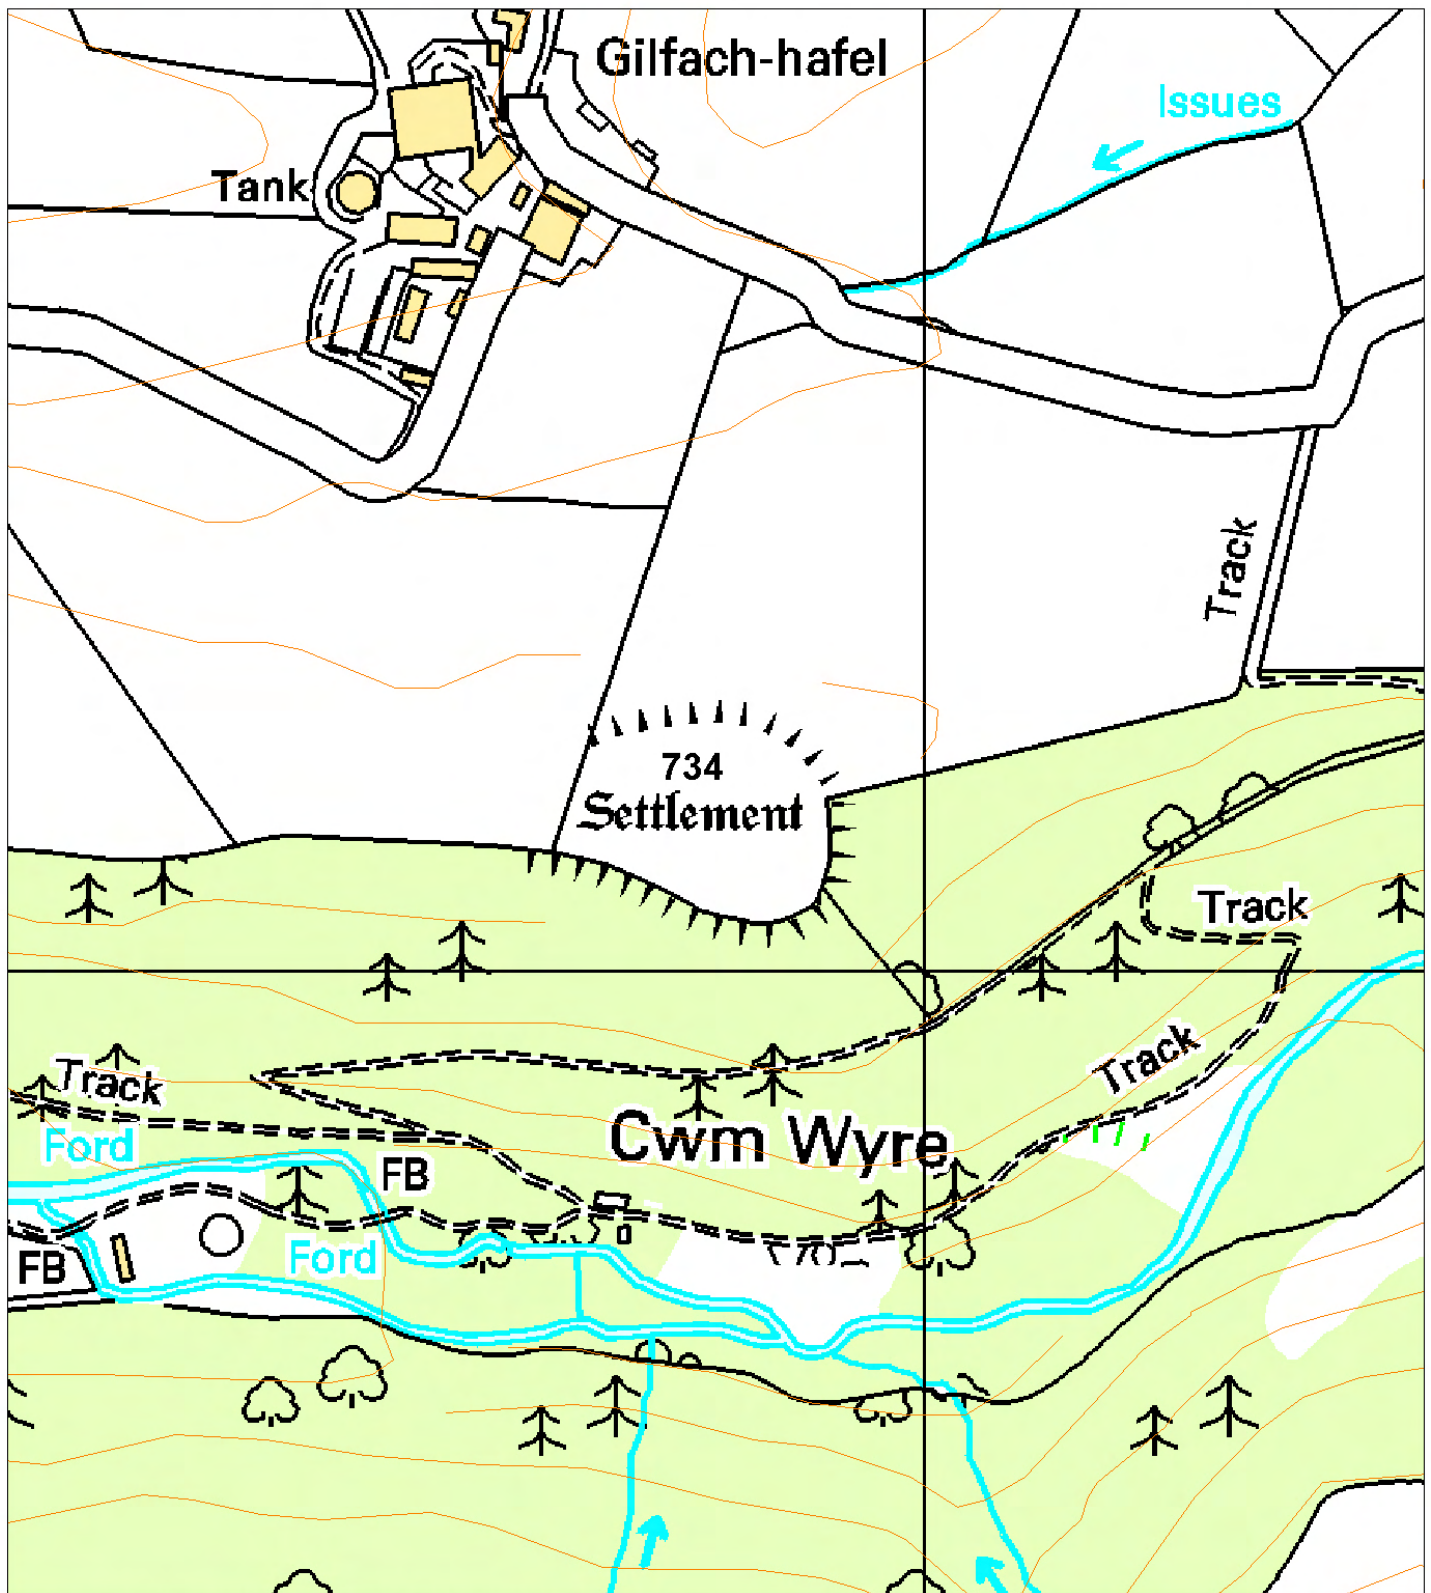 Gilfach-hafel
Issues
Tank
Track
734
Settlement
Track
Track
Track
Cwm Wyre
Ford
FB
Ford
FB